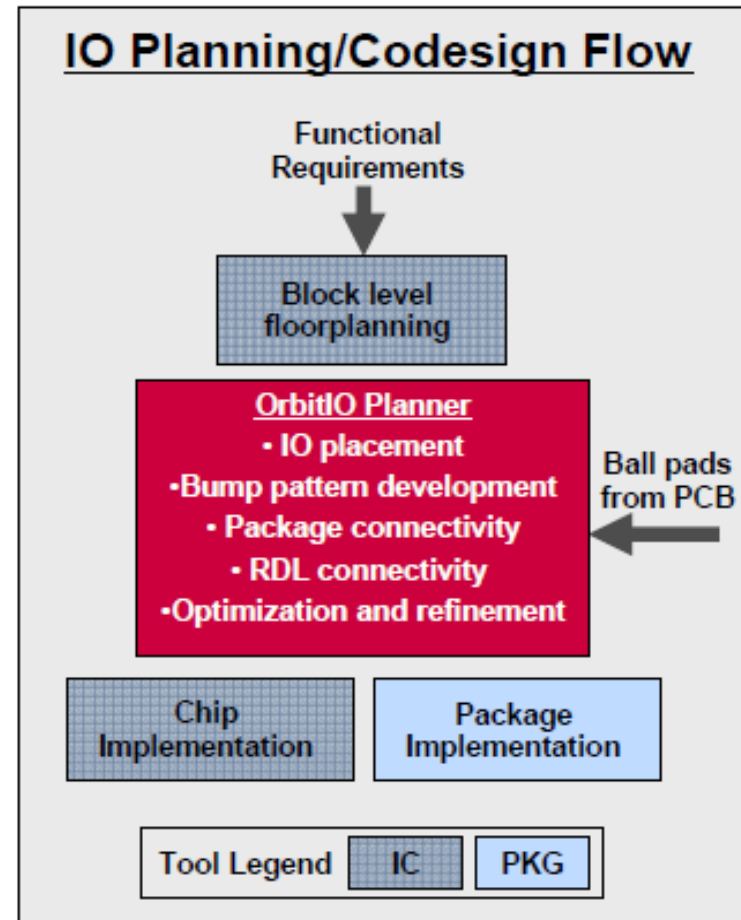 IO Planning/Codesign Flow
Functional
Requirements
Block level
floorplanning
OrbitIO Planner
• IO placement
•Bump pattern development
• Package connectivity
• RDL connectivity
•Optimization and refinement
Ball pads
from PCB
Chip
Implementation
Package
Implementation
Tool Legend
IC
PKG